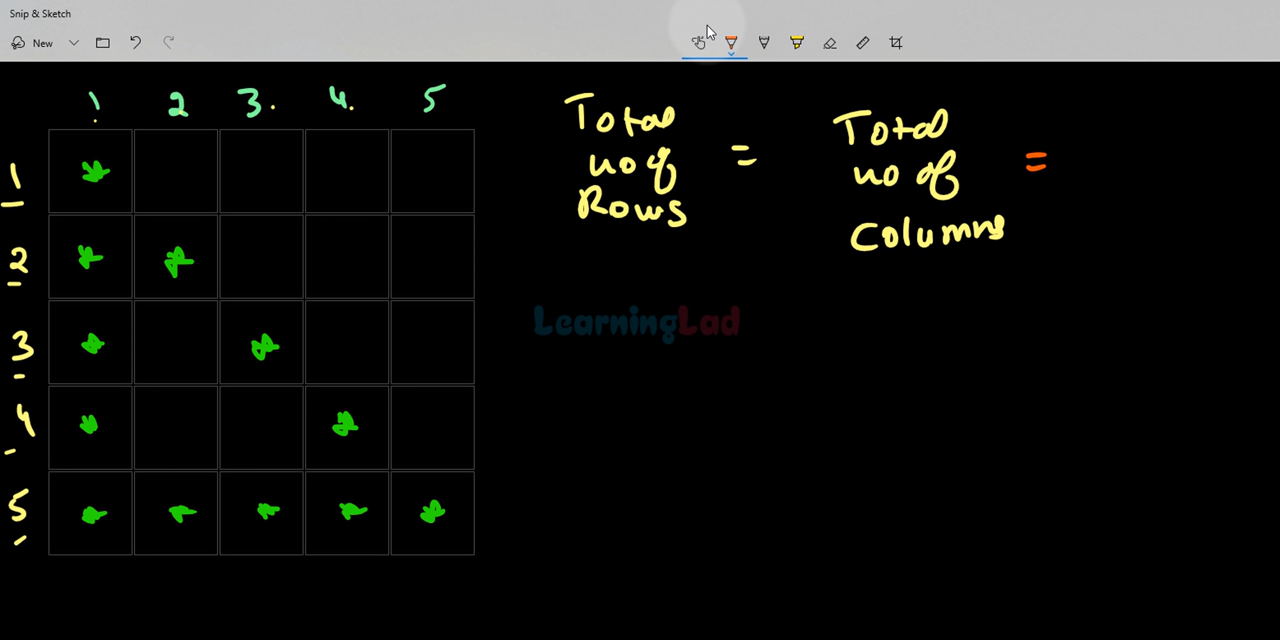 Snip & Sketch
New
1 2 3. 4. 5
1
2
3
4
5
Total
no of
Rows
=
Total
no of
Columns
=
LearningLad